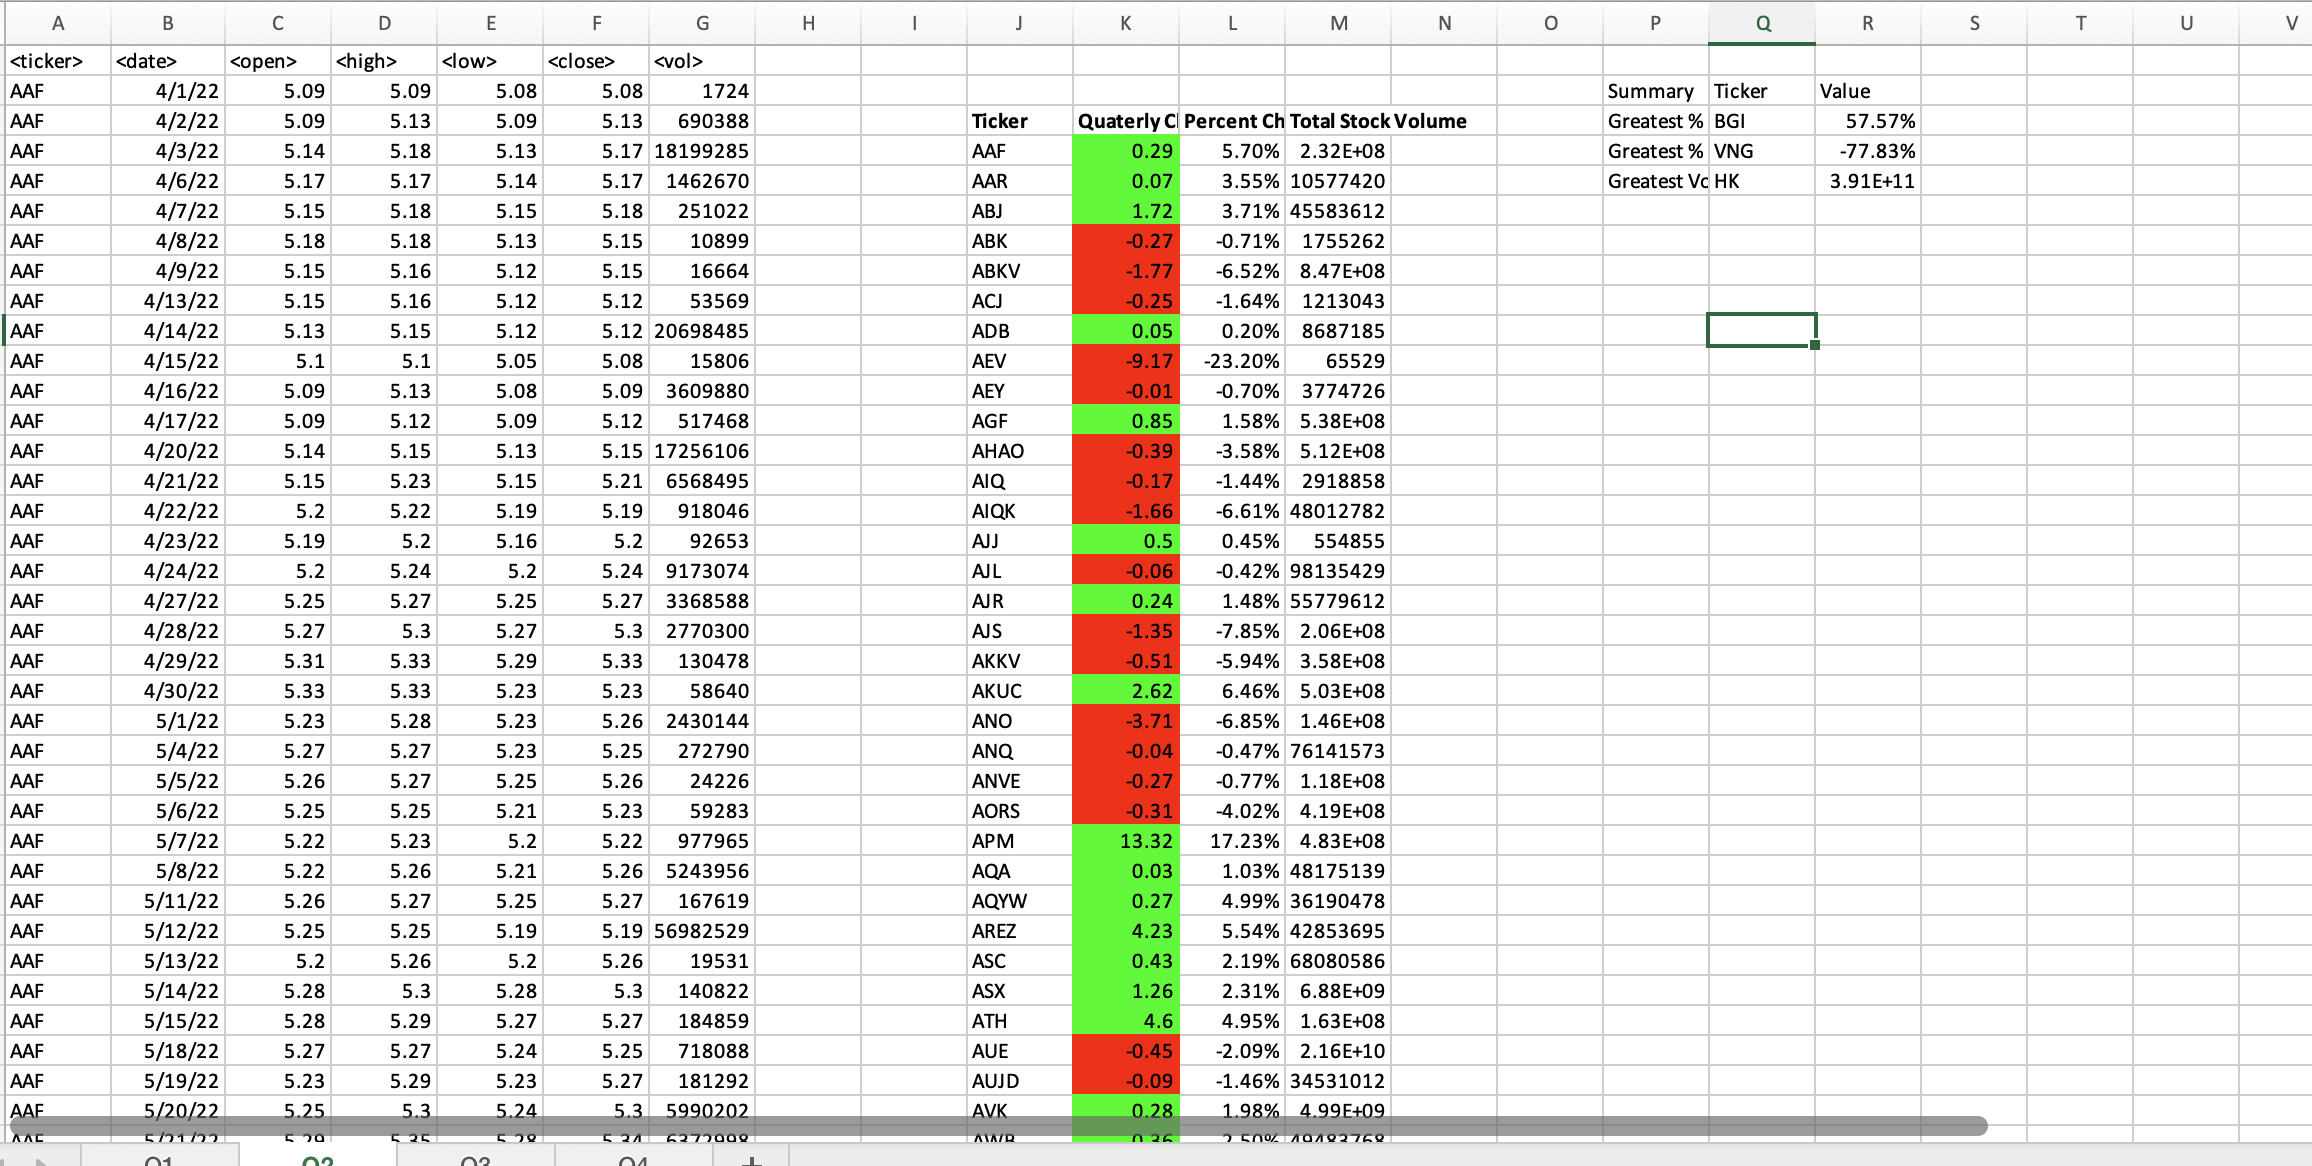 A B C D E F G H I J K L M N O P Q R S T U V
<ticker> <date> <open> <high> <low> <close> <vol>
AAF 4/1/22 5.09 5.09 5.08 5.08 1724 Summary Ticker Value
AAF 4/2/22 5.09 5.13 5.09 5.13 690388 Ticker Quaterly C Percent Ch Total Stock Volume Greatest % BGI 57.57%
AAF 4/3/22 5.14 5.18 5.13 5.17 18199285 AAF 0.29 5.70% 2.32E+08 Greatest % VNG -77.83%
AAF 4/6/22 5.17 5.17 5.14 5.17 1462670 AAR 0.07 3.55% 10577420 Greatest Vo HK 3.91E+11
AAF 4/7/22 5.15 5.18 5.15 5.18 251022 ABJ 1.72 3.71% 45583612
AAF 4/8/22 5.18 5.18 5.13 5.15 10899 ABK -0.27 -0.71% 1755262
AAF 4/9/22 5.15 5.16 5.12 5.15 16664 ABKV -1.77 -6.52% 8.47E+08
AAF 4/13/22 5.15 5.16 5.12 5.12 53569 ACJ -0.25 -1.64% 1213043
AAF 4/14/22 5.13 5.15 5.12 5.12 20698485 ADB 0.05 0.20% 8687185
AAF 4/15/22 5.1 5.1 5.05 5.08 15806 AEV -9.17 -23.20% 65529
AAF 4/16/22 5.09 5.13 5.08 5.09 3609880 AEY -0.01 -0.70% 3774726
AAF 4/17/22 5.09 5.12 5.09 5.12 517468 AGF 0.85 1.58% 5.38E+08
AAF 4/20/22 5.14 5.15 5.13 5.15 17256106 AHAO -0.39 -3.58% 5.12E+08
AAF 4/21/22 5.15 5.23 5.15 5.21 6568495 AIQ -0.17 -1.44% 2918858
AAF 4/22/22 5.2 5.22 5.19 5.19 918046 AIQK -1.66 -6.61% 48012782
AAF 4/23/22 5.19 5.2 5.16 5.2 92653 AJJ 0.5 0.45% 554855
AAF 4/24/22 5.2 5.24 5.2 5.24 9173074 AJL -0.06 -0.42% 98135429
AAF 4/27/22 5.25 5.27 5.25 5.27 3368588 AJR 0.24 1.48% 55779612
AAF 4/28/22 5.27 5.3 5.27 5.3 2770300 AJS -1.35 -7.85% 2.06E+08
AAF 4/29/22 5.31 5.33 5.29 5.33 130478 AKKV -0.51 -5.94% 3.58E+08
AAF 4/30/22 5.33 5.33 5.23 5.23 58640 AKUC 2.62 6.46% 5.03E+08
AAF 5/1/22 5.23 5.28 5.23 5.26 2430144 ANO -3.71 -6.85% 1.46E+08
AAF 5/4/22 5.27 5.27 5.23 5.25 272790 ANQ -0.04 -0.47% 76141573
AAF 5/5/22 5.26 5.27 5.25 5.26 24226 ANVE -0.27 -0.77% 1.18E+08
AAF 5/6/22 5.25 5.25 5.21 5.23 59283 AORS -0.31 -4.02% 4.19E+08
AAF 5/7/22 5.22 5.23 5.2 5.22 977965 APM 13.32 17.23% 4.83E+08
AAF 5/8/22 5.22 5.26 5.21 5.26 5243956 AQA 0.03 1.03% 48175139
AAF 5/11/22 5.26 5.27 5.25 5.27 167619 AQYW 0.27 4.99% 36190478
AAF 5/12/22 5.25 5.25 5.19 5.19 56982529 AREZ 4.23 5.54% 42853695
AAF 5/13/22 5.2 5.26 5.2 5.26 19531 ASC 0.43 2.19% 68080586
AAF 5/14/22 5.28 5.3 5.28 5.3 140822 ASX 1.26 2.31% 6.88E+09
AAF 5/15/22 5.28 5.29 5.27 5.27 184859 ATH 4.6 4.95% 1.63E+08
AAF 5/18/22 5.27 5.27 5.24 5.25 718088 AUE -0.45 -2.09% 2.16E+10
AAF 5/19/22 5.23 5.29 5.23 5.27 181292 AUJD -0.09 -1.46% 34531012
AAF 5/20/22 5.25 5.3 5.24 5.3 5990202 AVK 0.28 1.98% 4.99E+09
AAF 5/21/22 5.29 5.35 5.28 5.34 6372998 AWB 0.36 2.50% 49483768
Q1 Q2 Q3 Q4 +